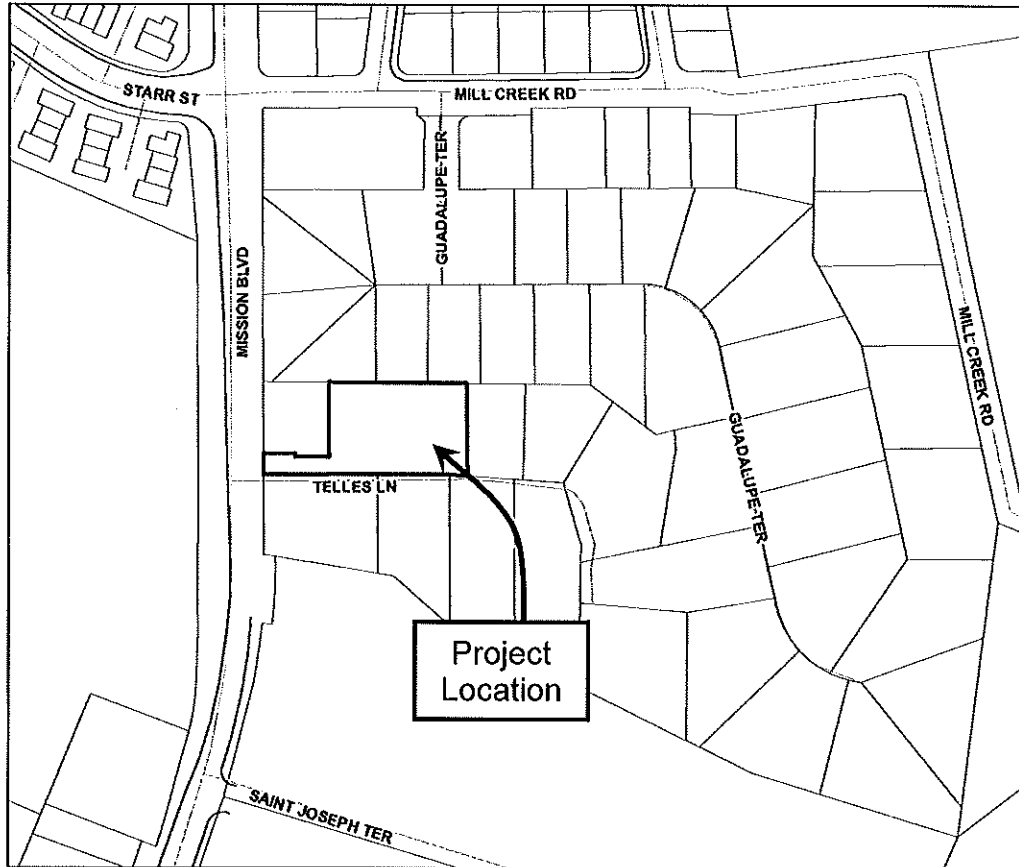 STARR ST
MILL CREEK RD
GUADALUPE-TER
MISSION BLVD
MILL CREEK RD
GUADALUPE-TER
TELLES LN
Project
Location
SAINT JOSEPH TER